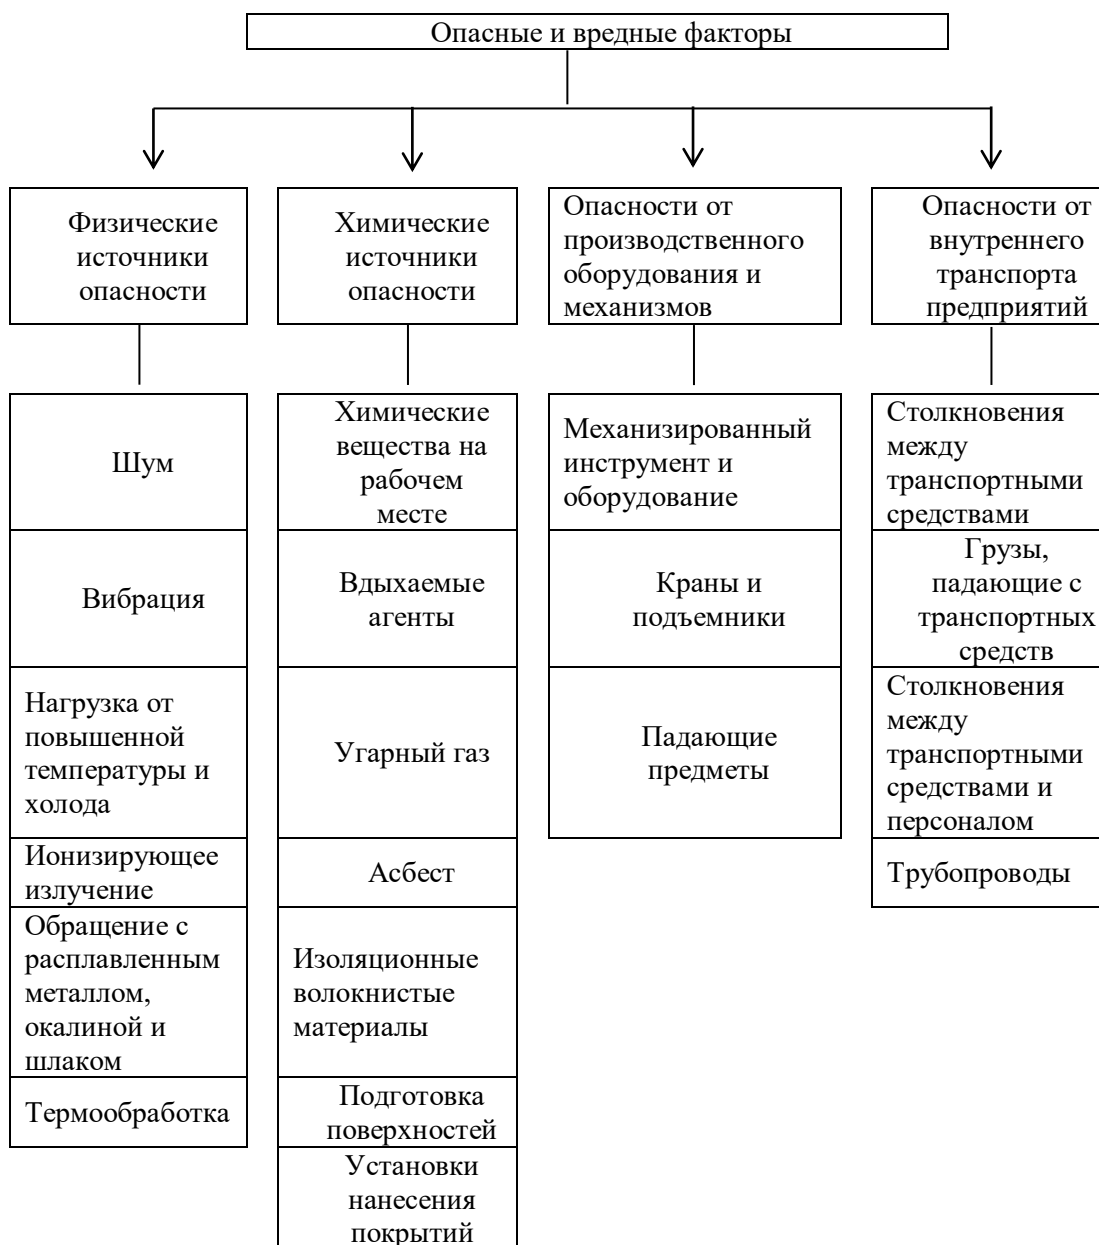 Опасные и вредные факторы
Физические
источники
опасности
Химические
источники
опасности
Опасности от
производственного
оборудования и
механизмов
Опасности от
внутреннего
транспорта
предприятий
Шум
Вибрация
Нагрузка от
повышенной
температуры и
холода
Ионизирующее
излучение
Обращение с
расплавленным
металлом,
окалиной и
шлаком
Термообработка
Химические
вещества на
рабочем
месте
Вдыхаемые
агенты
Угарный газ
Асбест
Изоляционные
волокнистые
материалы
Подготовка
поверхностей
Установки
нанесения
покрытий
Механизированный
инструмент и
оборудование
Краны и
подъемники
Падающие
предметы
Столкновения
между
транспортными
средствами
Грузы,
падающие с
транспортных
средств
Столкновения
между
транспортными
средствами и
персоналом
Трубопроводы